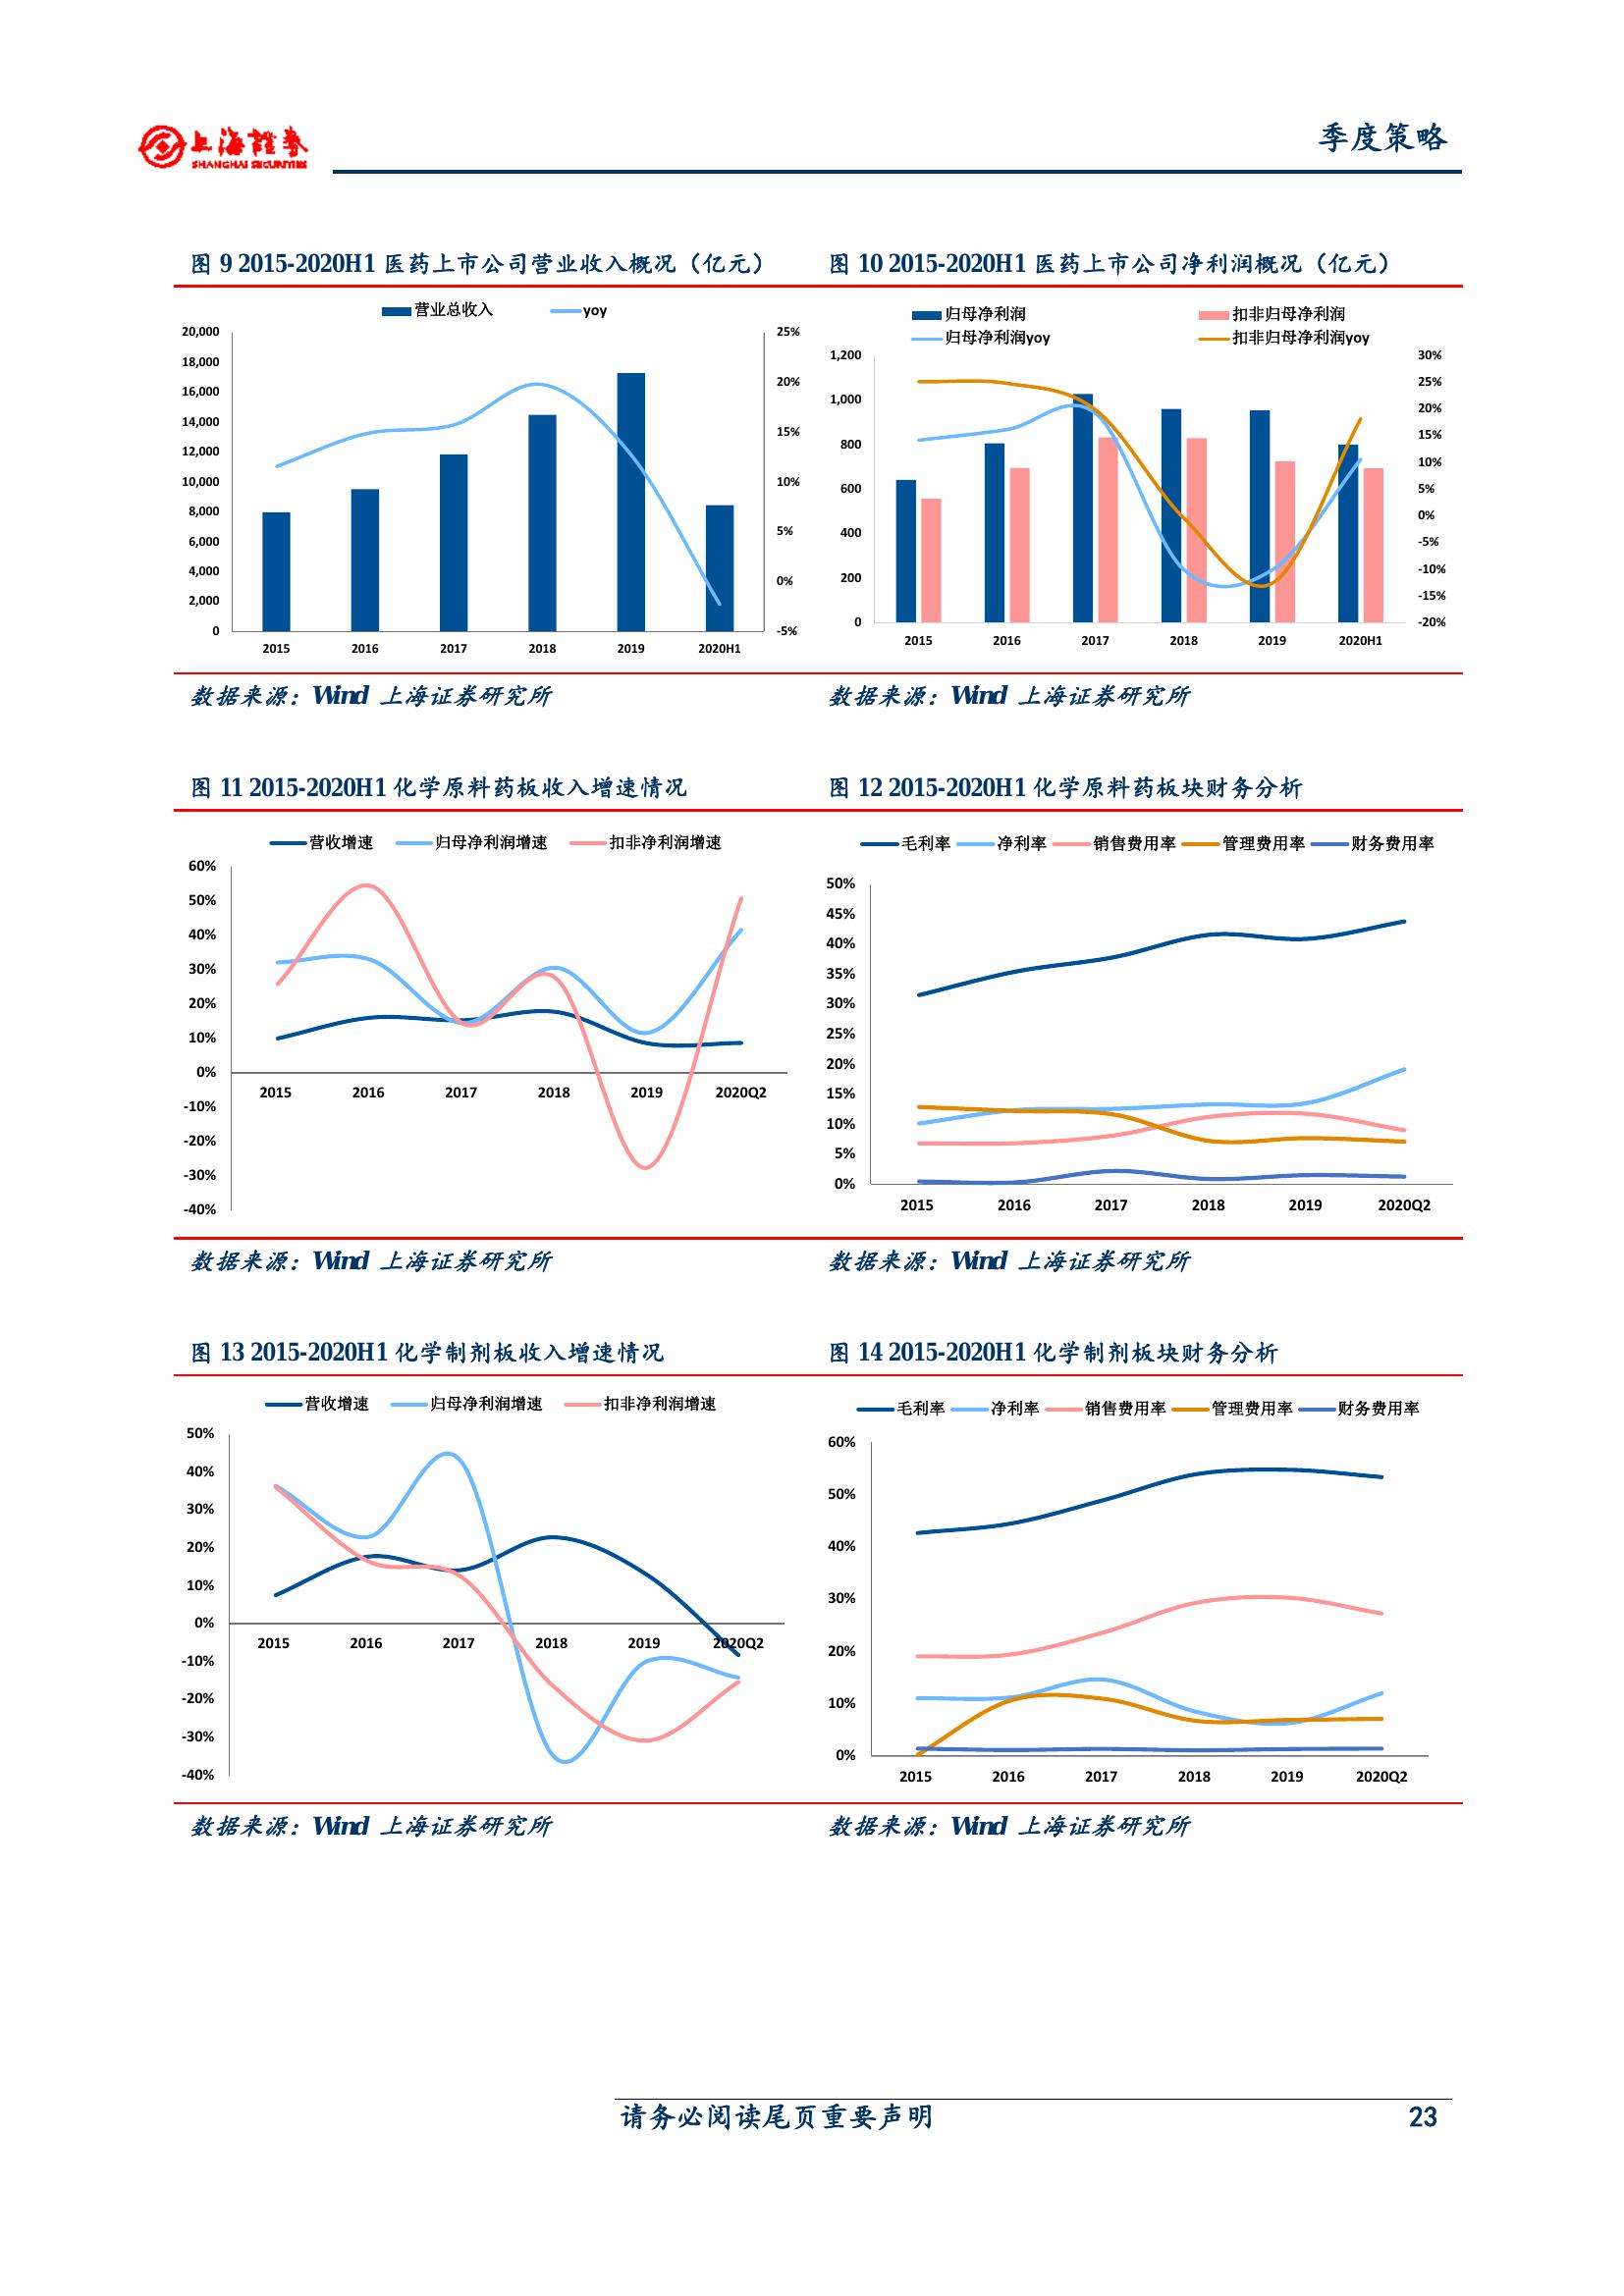 上海證券
SHANGHAI SECURITIES
季度策略
图 9 2015-2020H1 医药上市公司营业收入概况（亿元）
营业总收入 yoy
20,000
18,000
16,000
14,000
12,000
10,000
8,000
6,000
4,000
2,000
0
25%
20%
15%
10%
5%
0%
-5%
2015 2016 2017 2018 2019 2020H1
数据来源：Wind 上海证券研究所
图 10 2015-2020H1 医药上市公司净利润概况（亿元）
归母净利润 扣非归母净利润
归母净利润yoy 扣非归母净利润yoy
1,200
1,000
800
600
400
200
0
30%
25%
20%
15%
10%
5%
0%
-5%
-10%
-15%
-20%
2015 2016 2017 2018 2019 2020H1
数据来源：Wind 上海证券研究所
图 11 2015-2020H1 化学原料药板收入增速情况
营收增速 归母净利润增速 扣非净利润增速
60%
50%
40%
30%
20%
10%
0%
-10%
-20%
-30%
-40%
2015 2016 2017 2018 2019 2020Q2
数据来源：Wind 上海证券研究所
图 12 2015-2020H1 化学原料药板块财务分析
毛利率 净利率 销售费用率 管理费用率 财务费用率
50%
45%
40%
35%
30%
25%
20%
15%
10%
5%
0%
2015 2016 2017 2018 2019 2020Q2
数据来源：Wind 上海证券研究所
图 13 2015-2020H1 化学制剂板收入增速情况
营收增速 归母净利润增速 扣非净利润增速
50%
40%
30%
20%
10%
0%
-10%
-20%
-30%
-40%
2015 2016 2017 2018 2019 2020Q2
数据来源：Wind 上海证券研究所
图 14 2015-2020H1 化学制剂板块财务分析
毛利率 净利率 销售费用率 管理费用率 财务费用率
60%
50%
40%
30%
20%
10%
0%
2015 2016 2017 2018 2019 2020Q2
数据来源：Wind 上海证券研究所
请务必阅读尾页重要声明 23